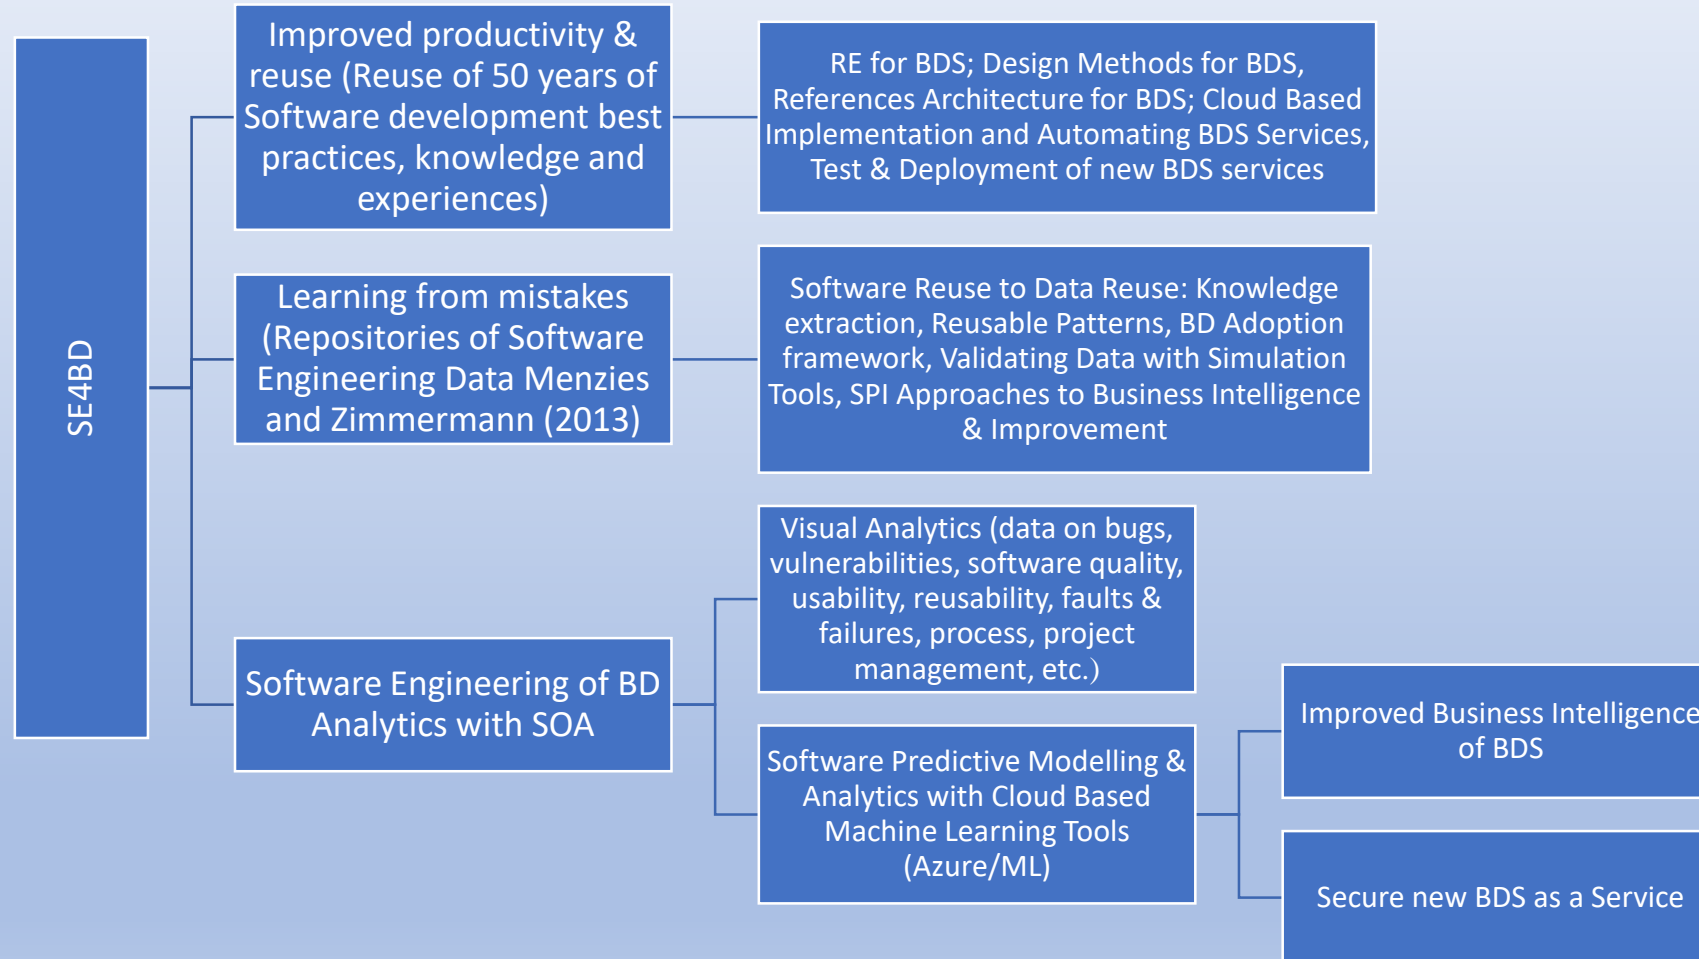 SE4BD
Improved productivity &
reuse (Reuse of 50 years of
Software development best
practices, knowledge and
experiences)
RE for BDS; Design Methods for BDS,
References Architecture for BDS; Cloud Based
Implementation and Automating BDS Services,
Test & Deployment of new BDS services
Learning from mistakes
(Repositories of Software
Engineering Data Menzies
and Zimmermann (2013)
Software Reuse to Data Reuse: Knowledge
extraction, Reusable Patterns, BD Adoption
framework, Validating Data with Simulation
Tools, SPI Approaches to Business Intelligence
& Improvement
Software Engineering of BD
Analytics with SOA
Visual Analytics (data on bugs,
vulnerabilities, software quality,
usability, reusability, faults &
failures, process, project
management, etc.)
Software Predictive Modelling &
Analytics with Cloud Based
Machine Learning Tools
(Azure/ML)
Improved Business Intelligence
of BDS
Secure new BDS as a Service